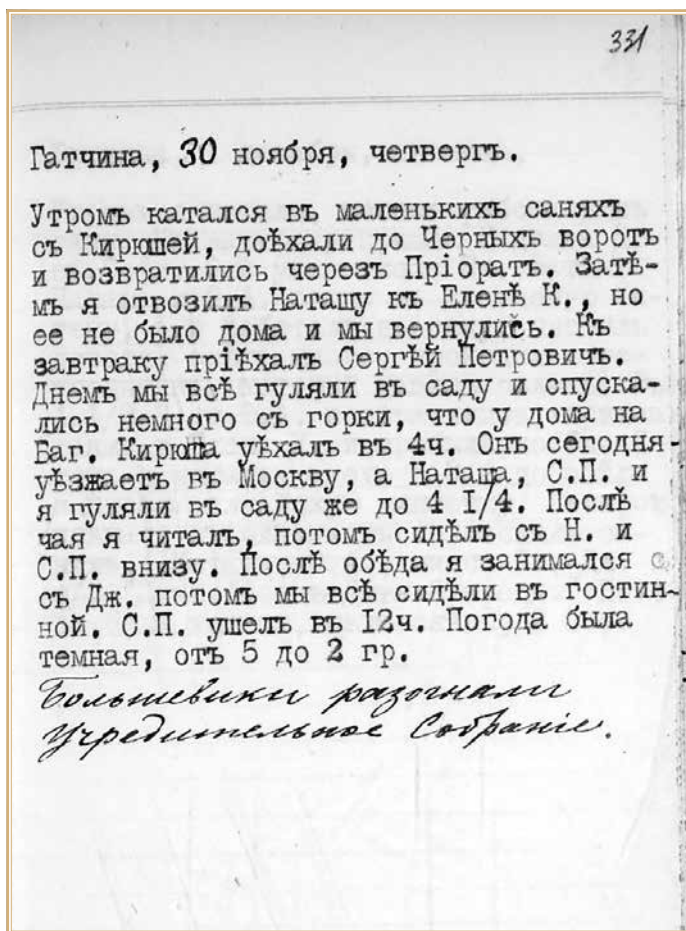 331
Гатчина, 30 ноября, четвергъ.
Утромъ катался въ маленькихъ саняхъ
съ Кирюшей, доѣхали до Черныхъ воротъ
и возвратились черезъ Пріоратъ. Затѣ-
мъ я отвозилъ Наташу къ Еленѣ К., но
ее не было дома и мы вернулись. Къ
завтраку пріѣхалъ Сергѣй Петровичъ.
Днемъ мы всѣ гуляли въ саду и спуска-
лись немного съ горки, что у дома на
Баг. Кирюша уѣхалъ въ 4ч. Онъ сегодня
уѣзжаетъ въ Москву, а Наташа, С.П. и
я гуляли въ саду же до 4 I/4. Послѣ
чая я читалъ, потомъ сидѣлъ съ Н. и
С.П. внизу. Послѣ обѣда я занимался с
съ Дж. потомъ мы всѣ сидѣли въ гостин-
ной. С.П. ушелъ въ I2ч. Погода была
темная, отъ 5 до 2 гр.
Большевики разогнали
Учредительное Собраніе.